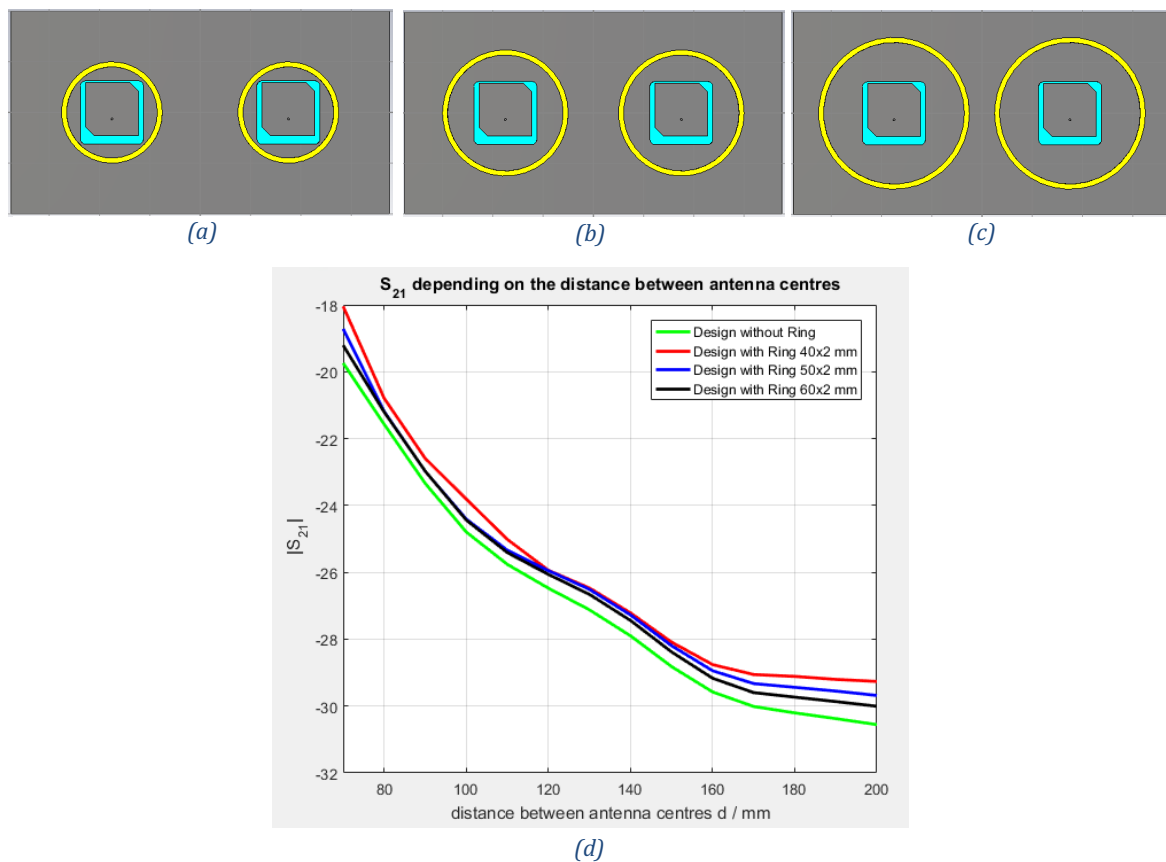 (a)
(b)
(c)
S21 depending on the distance between antenna centres
-18
-20
-22
-24
-26
-28
-30
-32
|S21|
Design without Ring
Design with Ring 40x2 mm
Design with Ring 50x2 mm
Design with Ring 60x2 mm
80
100
120
140
160
180
200
distance between antenna centres d / mm
(d)